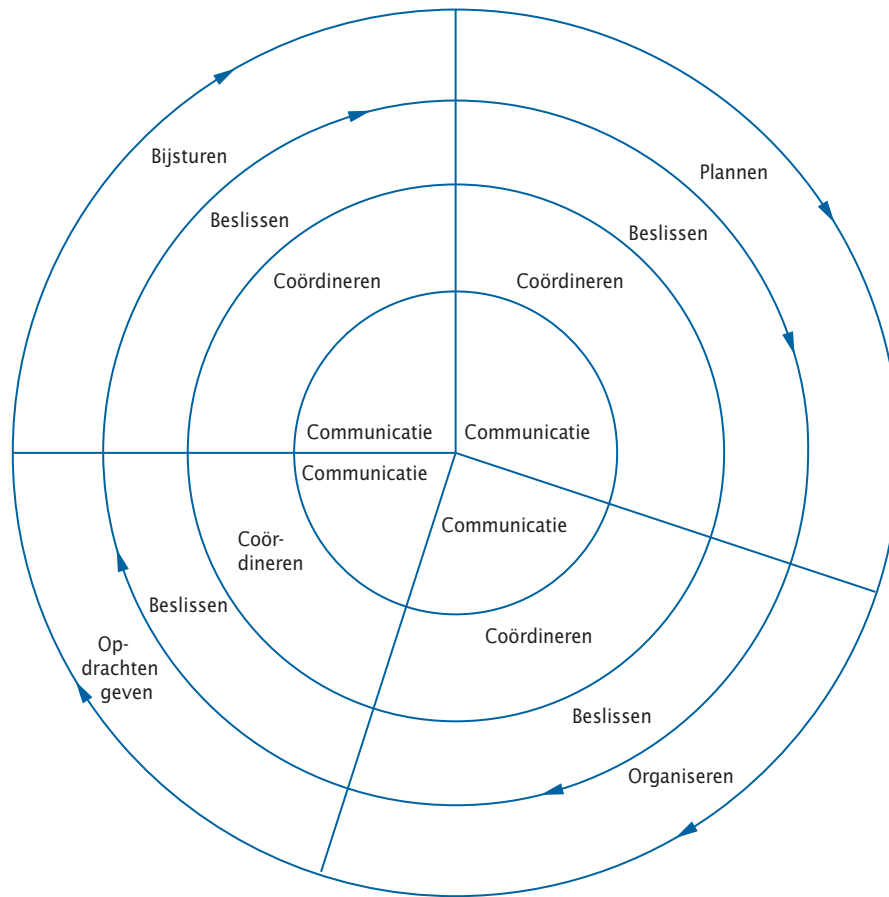 Bijsturen
Plannen
Beslissen
Beslissen
Coördineren
Coördineren
Communicatie
Communicatie
Communicatie
Communicatie
Coör-
dineren
Beslissen
Coördineren
Op-
drachten
geven
Beslissen
Organiseren